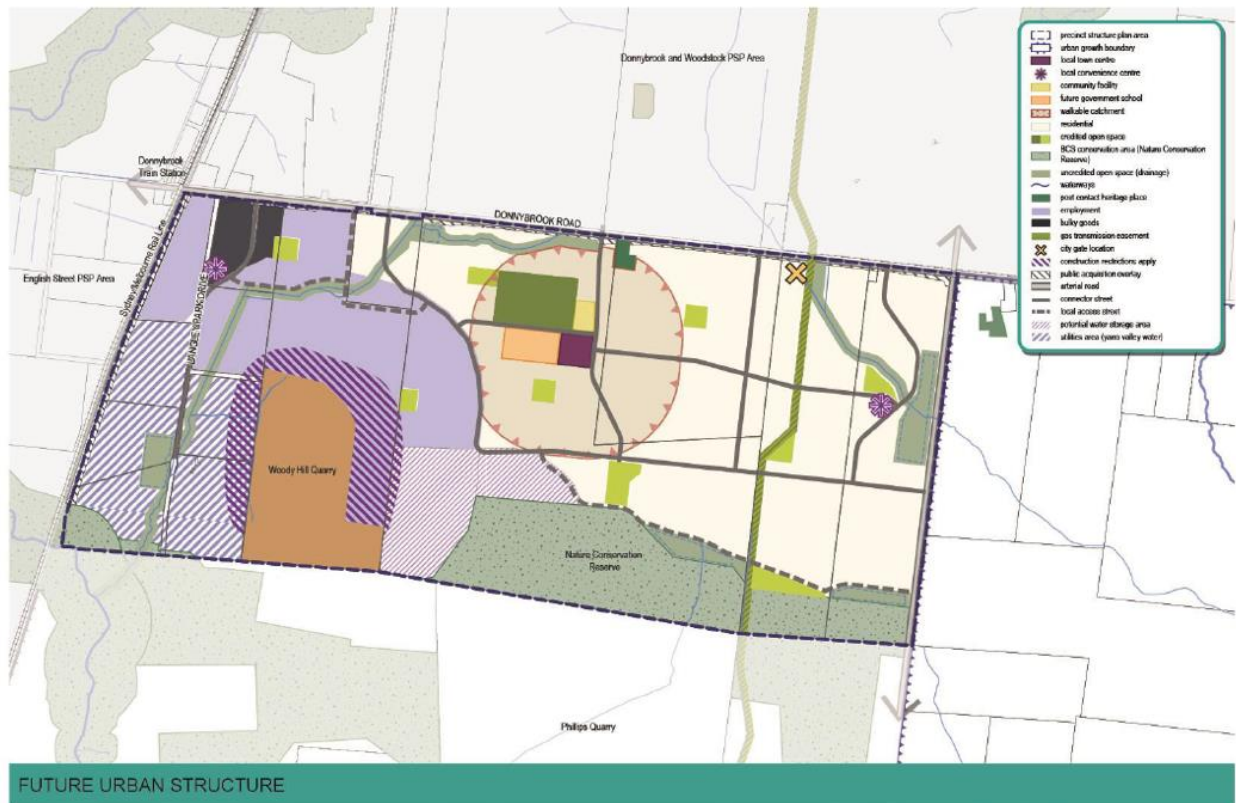 Donnybrook and Woodstock PSP Area
precinct structure plan area
urban growth boundary
local town centre
local convenience centre
community facility
future government school
walkable catchment
residential
credited open space
BCS conservation area (Nature Conservation
Reserve)
uncredited open space (drainage)
waterways
post contact heritage place
employment
bulky goods
gas transmission easement
city gate location
construction restrictions apply
public acquisition overlay
arterial road
connector street
local access street
potential water storage area
utilities area (yarra valley water)
Donnybrook
Train Station
DONNYBROOK ROAD
English Street PSP Area
Sydney/Melbourne Rail Line
Woody Hill Quarry
Nature Conservation
Reserve
Phillips Quarry
FUTURE URBAN STRUCTURE